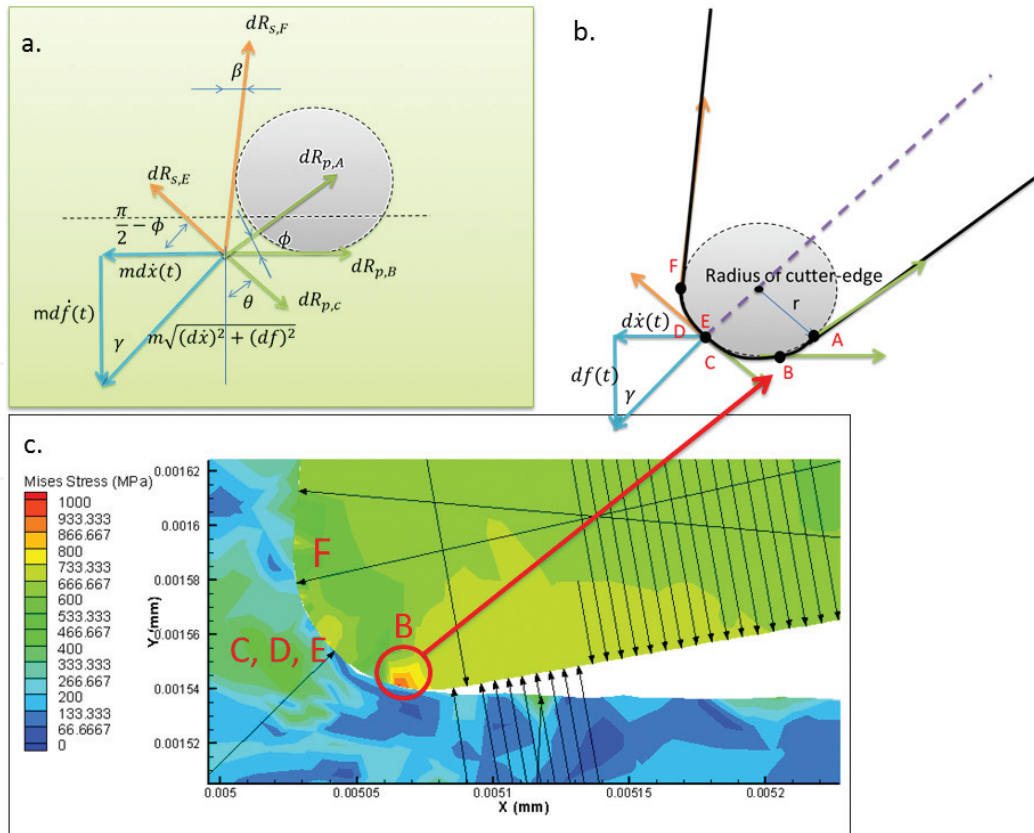 a.
dR_{s,F}
β
dR_{p,A}
dR_{s,E}
π/2 − ϕ
ϕ
mdẋ(t)
dR_{p,B}
θ
dR_{p,c}
mdḟ(t)
γ
m√((dẋ)² + (df)²)
b.
F
Radius of cutter-edge
r
dẋ(t)
D
E
A
C
B
df(t)
γ
c.
Mises Stress (MPa)
1000
933.333
866.667
800
733.333
666.667
600
533.333
466.667
400
333.333
266.667
200
133.333
66.6667
0
Y (mm)
0.00162
0.0016
0.00158
0.00156
0.00154
0.00152
F
B
C, D, E
0.005
0.00505
0.0051
0.00515
0.0052
X (mm)